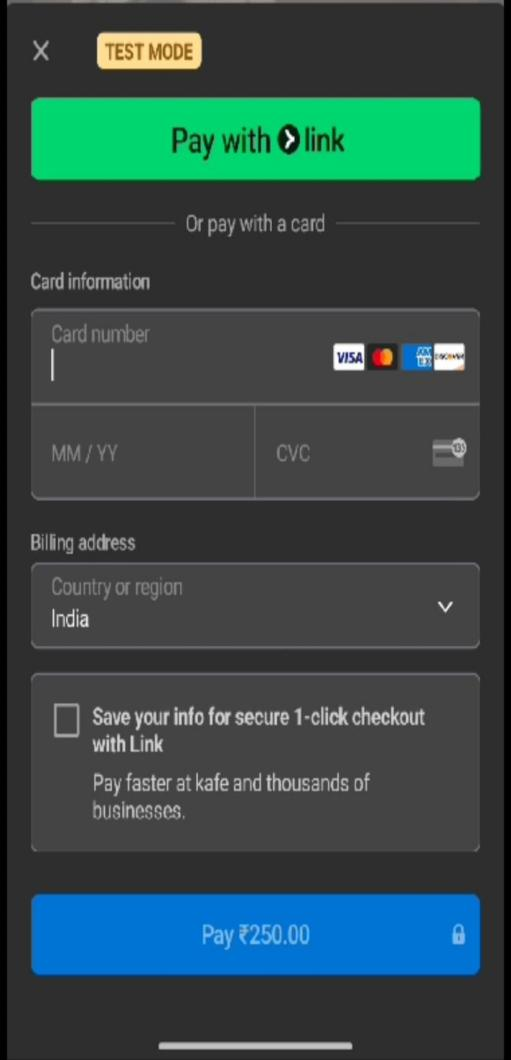 TEST MODE
Pay with link
Or pay with a card
Card information
Card number
VISA
DISCOVER
MM / YY
CVC
Billing address
Country or region
India
Save your info for secure 1-click checkout
with Link
Pay faster at kafe and thousands of
businesses.
Pay ₹250.00